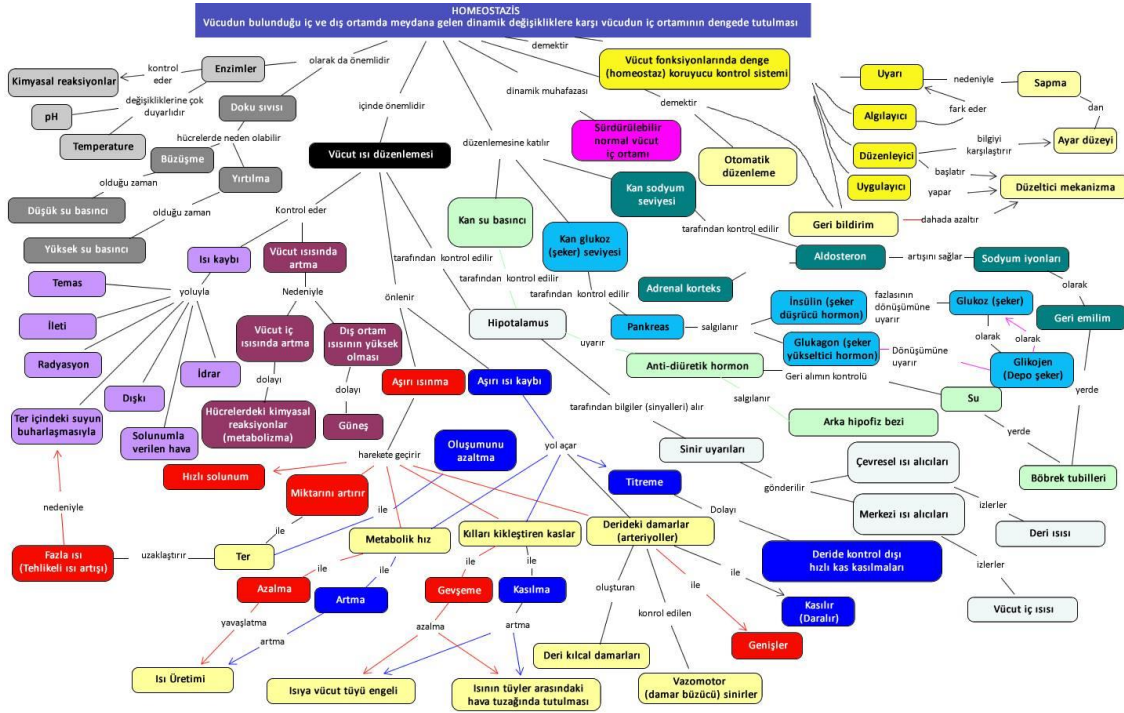 HOMEOSTAZİS
Vücudun bulunduğu iç ve dış ortamda meydana gelen dinamik değişikliklere karşı vücudun iç ortamının dengede tutulması
demektir
olarak da önemlidir
Enzimler
kontrol
eder
Kimyasal reaksiyonlar
değişikliklerine çok
duyarlıdır
pH
Temperature
Doku sıvısı
hücrelerde neden olabilir
Büzüşme
Yırtılma
olduğu zaman
Düşük su basıncı
olduğu zaman
Yüksek su basıncı
içinde önemlidir
Vücut ısı düzenlemesi
düzenlemesine katılır
dinamik muhafazası
Sürdürülebilir
normal vücut
iç ortamı
Vücut fonksiyonlarında denge
(homeostaz) koruyucu kontrol sistemi
demektir
Otomatik
düzenleme
Uyarı
nedeniyle
Sapma
fark eder
dan
Algılayıcı
Düzenleyici
bilgiyi
karşılaştırır
Ayar düzeyi
başlatır
Uygulayıcı
yapar
Düzeltici mekanizma
Geri bildirim
dahada azaltır
Kan su basıncı
Kan sodyum
seviyesi
Kan glukoz
(şeker) seviyesi
tarafından kontrol edilir
Aldosteron
artışını sağlar
Sodyum iyonları
Adrenal korteks
olarak
Geri emilim
Kontrol eder
Isı kaybı
Vücut ısısında
artma
tarafından kontrol edilir
tarafından kontrol edilir
tarafından kontrol edilir
Temas
yoluyla
İleti
Radyasyon
İdrar
Dışkı
Ter içindeki suyun
buharlaşmasıyla
Solunumla
verilen hava
Nedeniyle
Vücut iç
ısısında artma
Dış ortam
ısısının yüksek
olması
dolayı
dolayı
Hücrelerdeki kimyasal
reaksiyonlar
(metabolizma)
Güneş
önlenir
Hipotalamus
uyarır
Pankreas
salgılanır
İnsülin (şeker
düşrücü hormon)
fazlasının
dönüşümüne
uyarır
Glukoz (şeker)
Glukagon (şeker
yükseltici hormon)
Dönüşümüne
uyarır
olarak
olarak
Glikojen
(Depo şeker)
Anti-diüretik hormon
Geri alımın kontrolü
Su
yerde
salgılanır
Arka hipofiz bezi
yerde
Böbrek tubilleri
Aşırı ısınma
Aşırı ısı kaybı
tarafından bilgiler (sinyalleri) alır
Sinir uyarıları
gönderilir
Çevresel ısı alıcıları
Merkezi ısı alıcıları
izlerler
Deri ısısı
izlerler
Vücut iç ısısı
harekete geçirir
Oluşumunu
azaltma
yol açar
Hızlı solunum
Miktarını artırır
Titreme
Dolayı
nedeniyle
ile
ile
Fazla ısı
(Tehlikeli ısı artışı)
uzaklaştırır
Ter
Metabolik hız
Kılları kikleştiren kaslar
Derideki damarlar
(arteriyoller)
Deride kontrol dışı
hızlı kas kasılmaları
ile
ile
ile
ile
oluşturan
ile
ile
Azalma
Artma
Gevşeme
Kasılma
konrol edilen
Kasılır
(Daralır)
yavaşlatma
artma
azalma
artma
Genişler
Deri kılcal damarları
Isı Üretimi
Isıya vücut tüyü engeli
Isının tüyler arasındaki
hava tuzağında tutulması
Vazomotor
(damar büzücü) sinirler